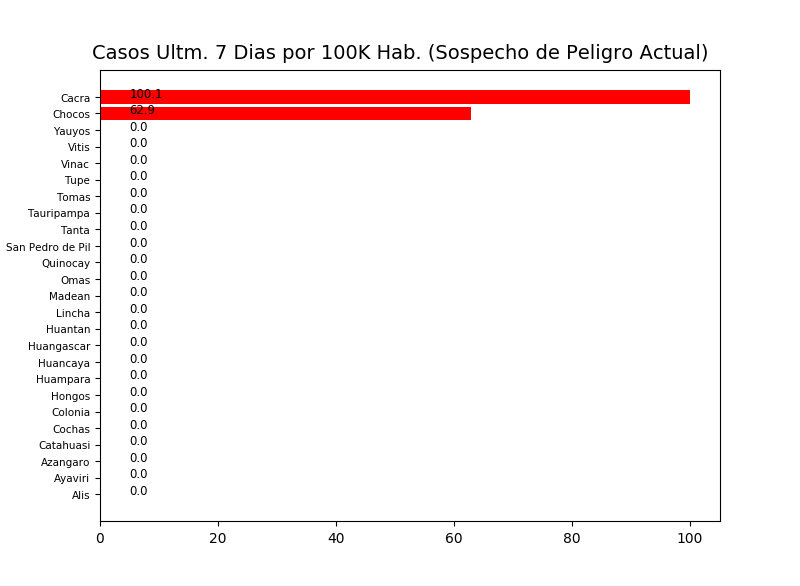 Casos Ultm. 7 Dias por 100K Hab. (Sospecho de Peligro Actual)
Cacra 100.1
Chocos 62.9
Yauyos 0.0
Vitis 0.0
Vinac 0.0
Tupe 0.0
Tomas 0.0
Tauripampa 0.0
Tanta 0.0
San Pedro de Pil 0.0
Quinocay 0.0
Omas 0.0
Madean 0.0
Lincha 0.0
Huantan 0.0
Huangascar 0.0
Huancaya 0.0
Huampara 0.0
Hongos 0.0
Colonia 0.0
Cochas 0.0
Catahuasi 0.0
Azangaro 0.0
Ayaviri 0.0
Alis 0.0
0 20 40 60 80 100